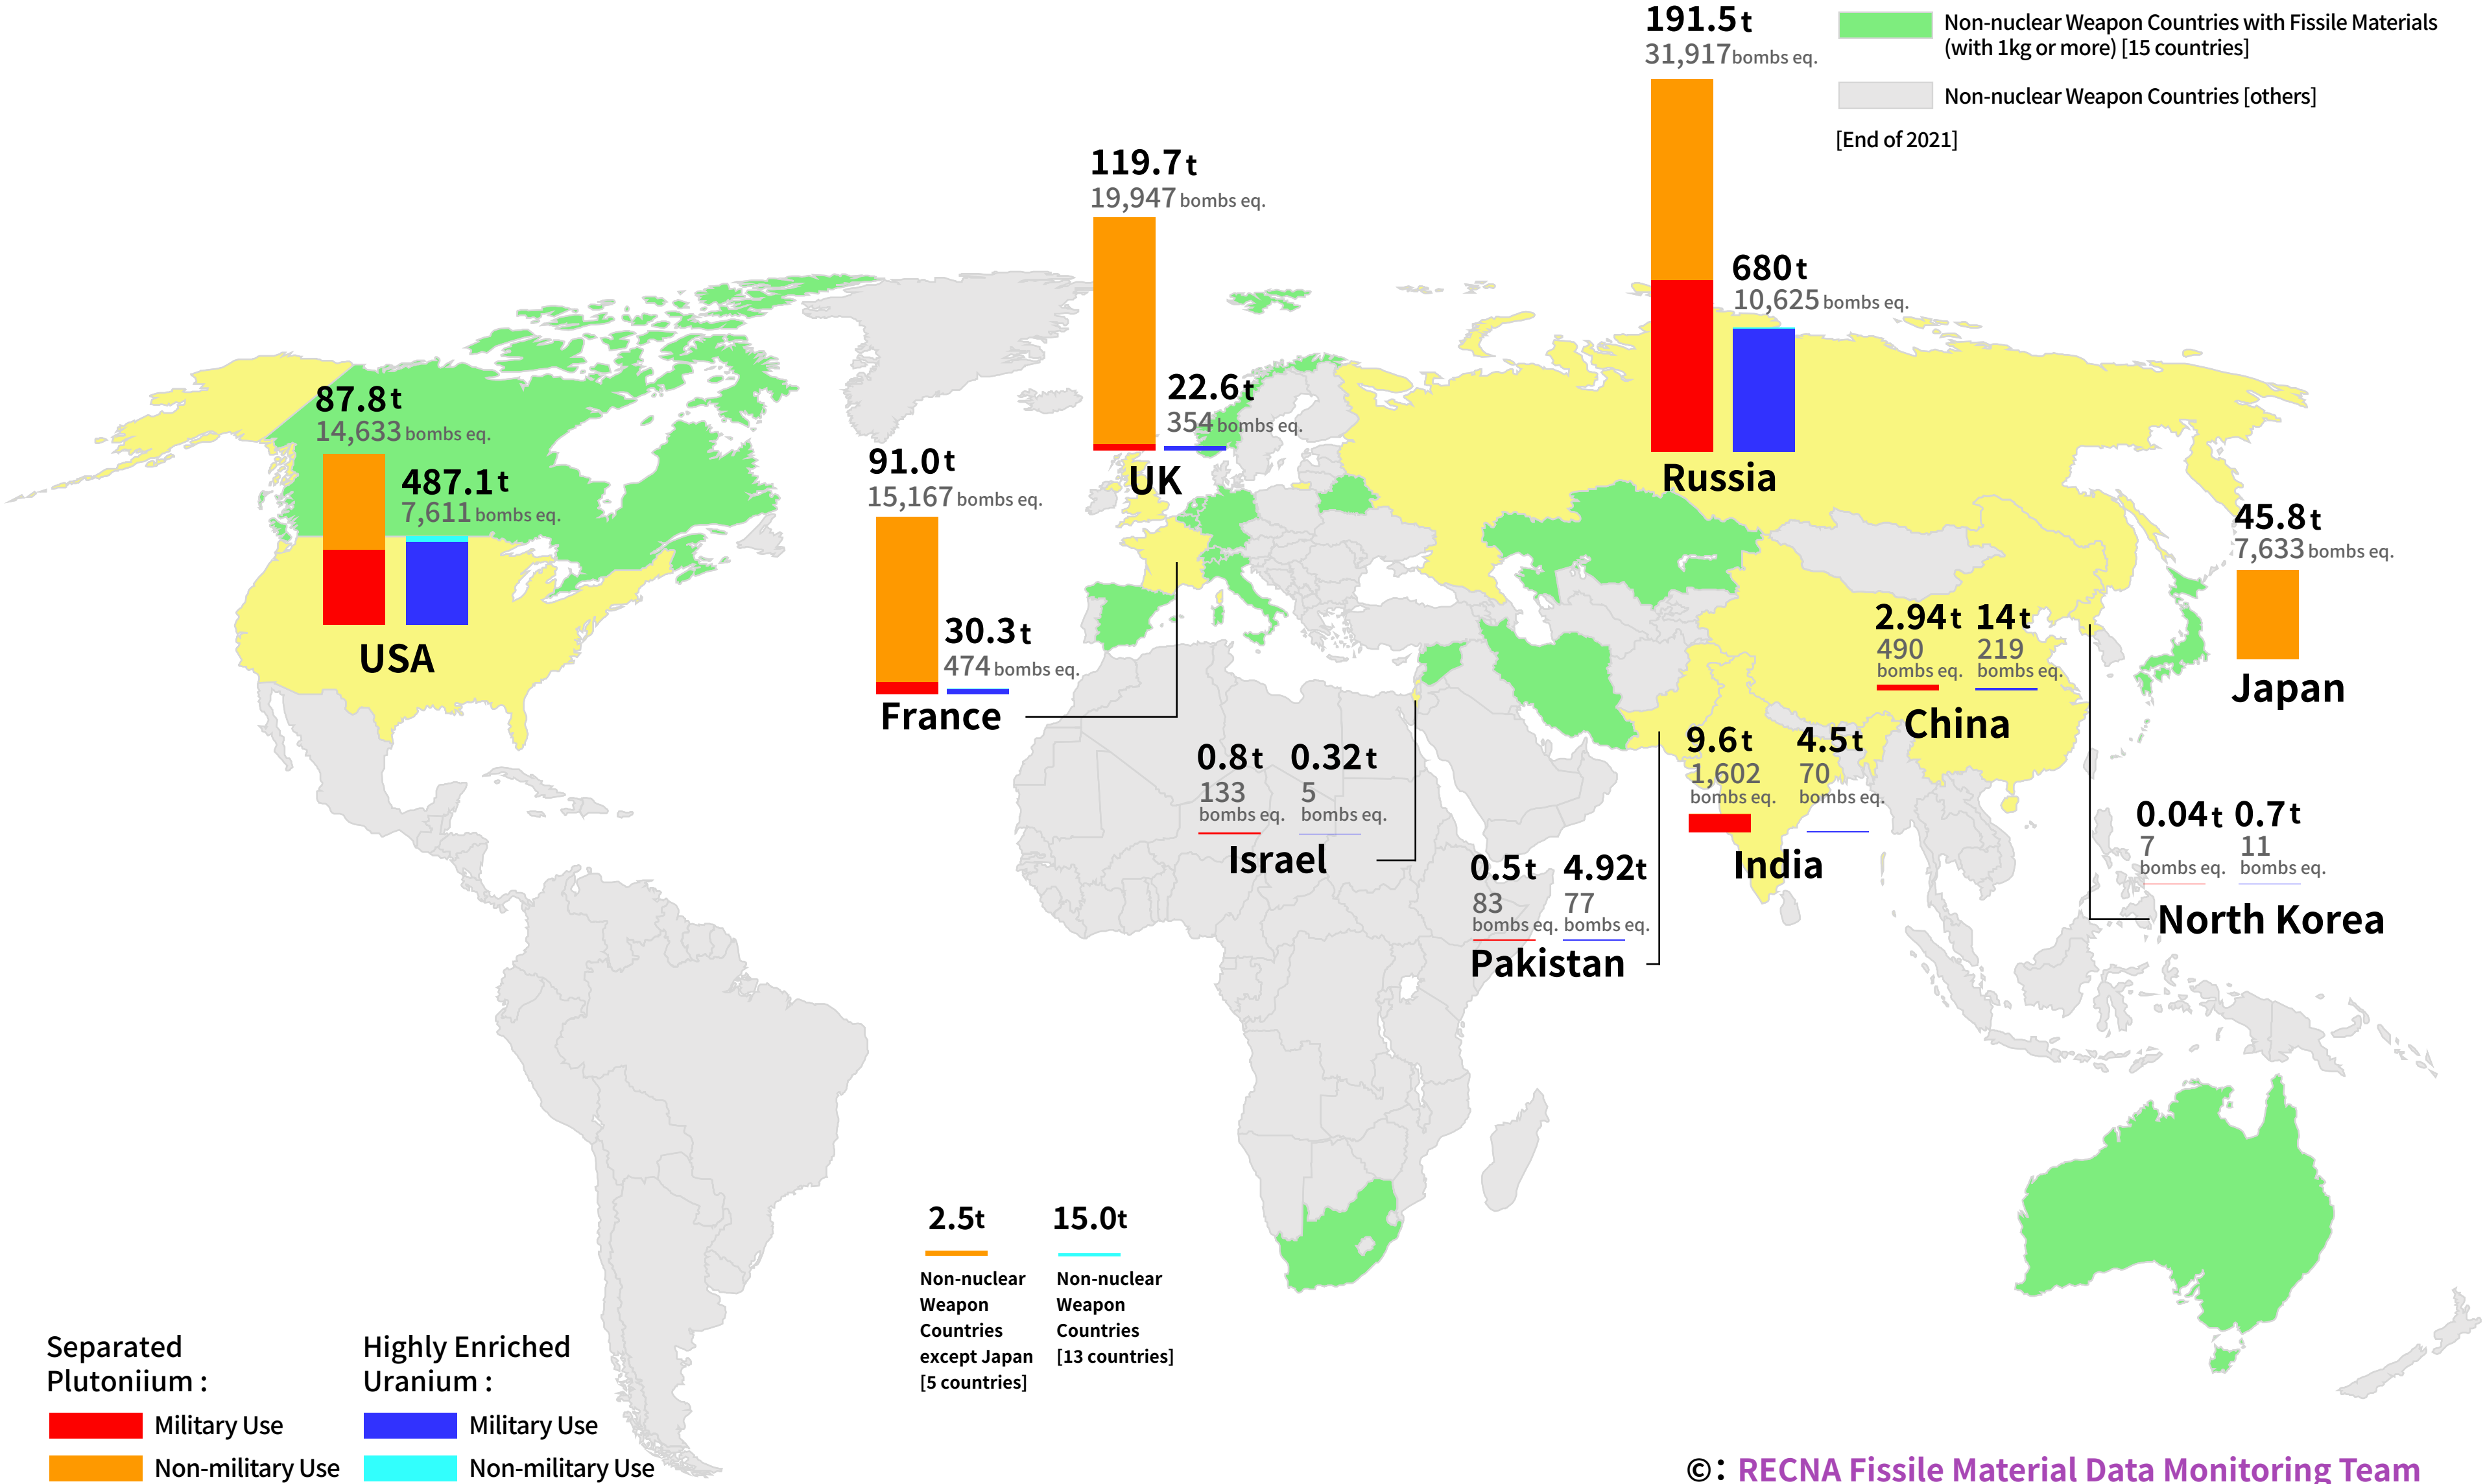 191.5t
31,917 bombs eq.
Non-nuclear Weapon Countries with Fissile Materials
(with 1kg or more) [15 countries]
Non-nuclear Weapon Countries [others]
[End of 2021]
680t
10,625 bombs eq.
Russia
119.7t
19,947 bombs eq.
22.6t
354 bombs eq.
UK
87.8t
14,633 bombs eq.
487.1t
7,611 bombs eq.
USA
91.0t
15,167 bombs eq.
30.3t
474 bombs eq.
France
45.8t
7,633 bombs eq.
Japan
2.94t 14t
490 219
bombs eq. bombs eq.
China
9.6t 4.5t
1,602 70
bombs eq. bombs eq.
India
0.8t 0.32t
133 5
bombs eq. bombs eq.
Israel
0.5t 4.92t
83 77
bombs eq. bombs eq.
Pakistan
0.04t 0.7t
7 11
bombs eq. bombs eq.
North Korea
2.5t
Non-nuclear
Weapon
Countries
except Japan
[5 countries]
15.0t
Non-nuclear
Weapon
Countries
[13 countries]
Separated
Plutoniium :
Military Use
Non-military Use
Highly Enriched
Uranium :
Military Use
Non-military Use
©: RECNA Fissile Material Data Monitoring Team